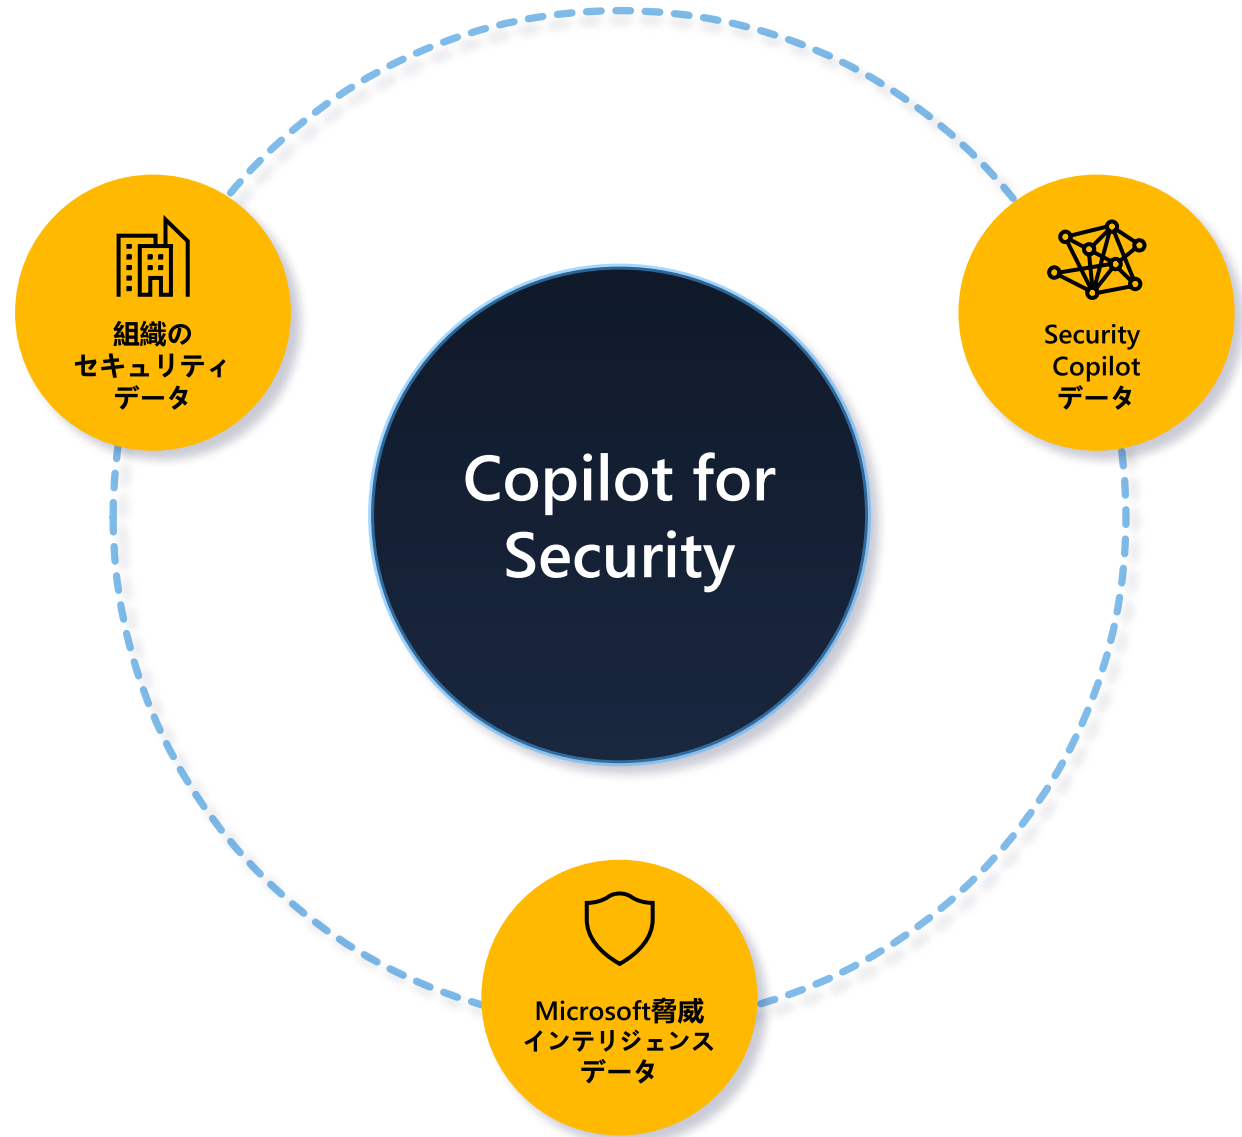 組織の
セキュリティ
データ
Security
Copilot
データ
Copilot for
Security
Microsoft脅威
インテリジェンス
データ